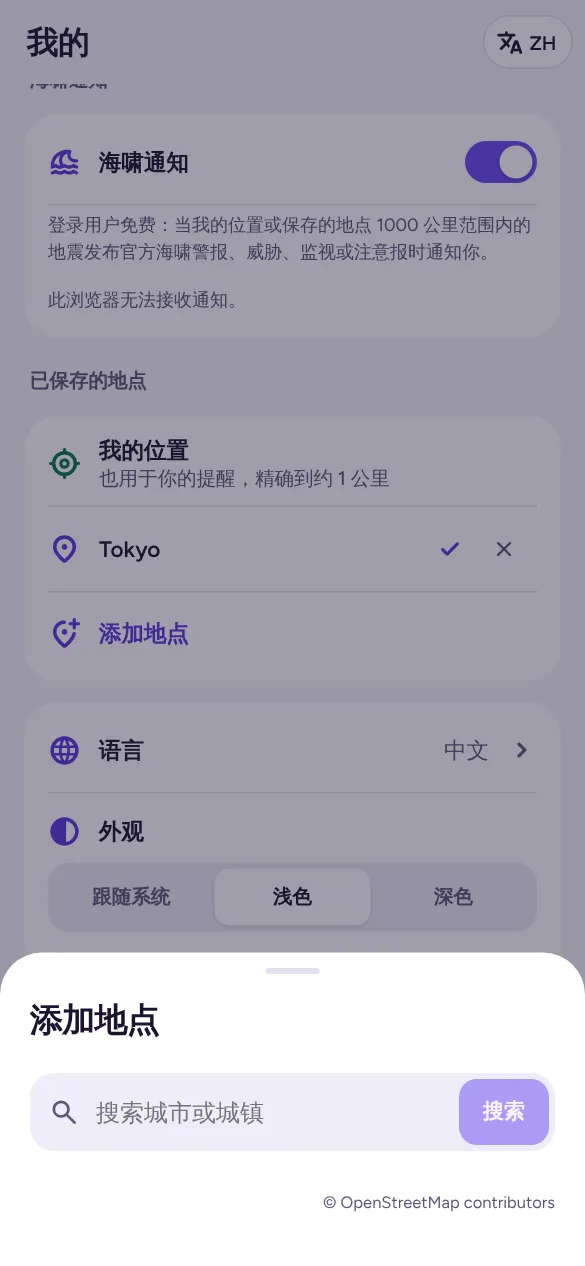 我的
ZH
海啸通知
海啸通知
登录用户免费：当我的位置或保存的地点 1000 公里范围内的
地震发布官方海啸警报、威胁、监视或注意报时通知你。
此浏览器无法接收通知。
已保存的地点
我的位置
也用于你的提醒，精确到约 1 公里
Tokyo
添加地点
语言
中文
外观
跟随系统
浅色
深色
添加地点
搜索城市或城镇
搜索
© OpenStreetMap contributors